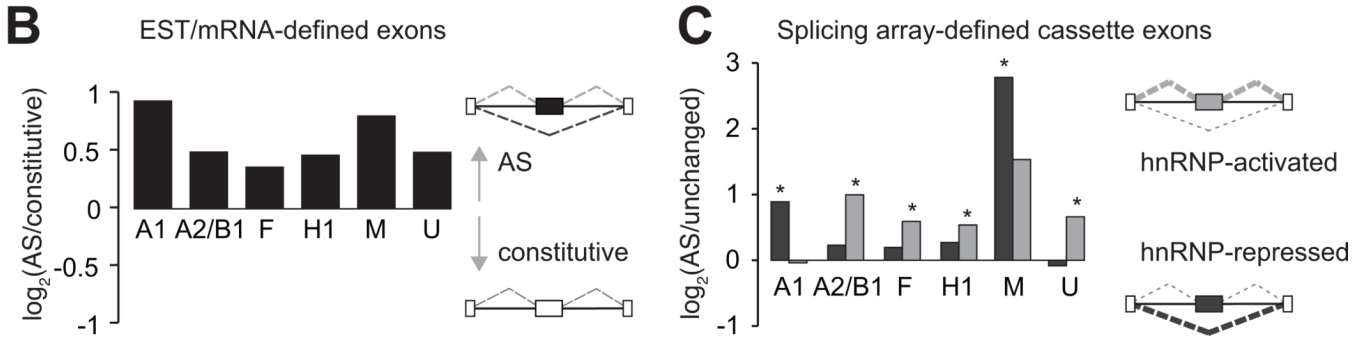 B
EST/mRNA-defined exons
log2(AS/constitutive)
1
0.5
0
-0.5
-1
A1 A2/B1 F H1 M U
AS
constitutive
C
Splicing array-defined cassette exons
log2(AS/unchanged)
3
2
1
0
-1
* * * * * *
A1 A2/B1 F H1 M U
hnRNP-activated
hnRNP-repressed